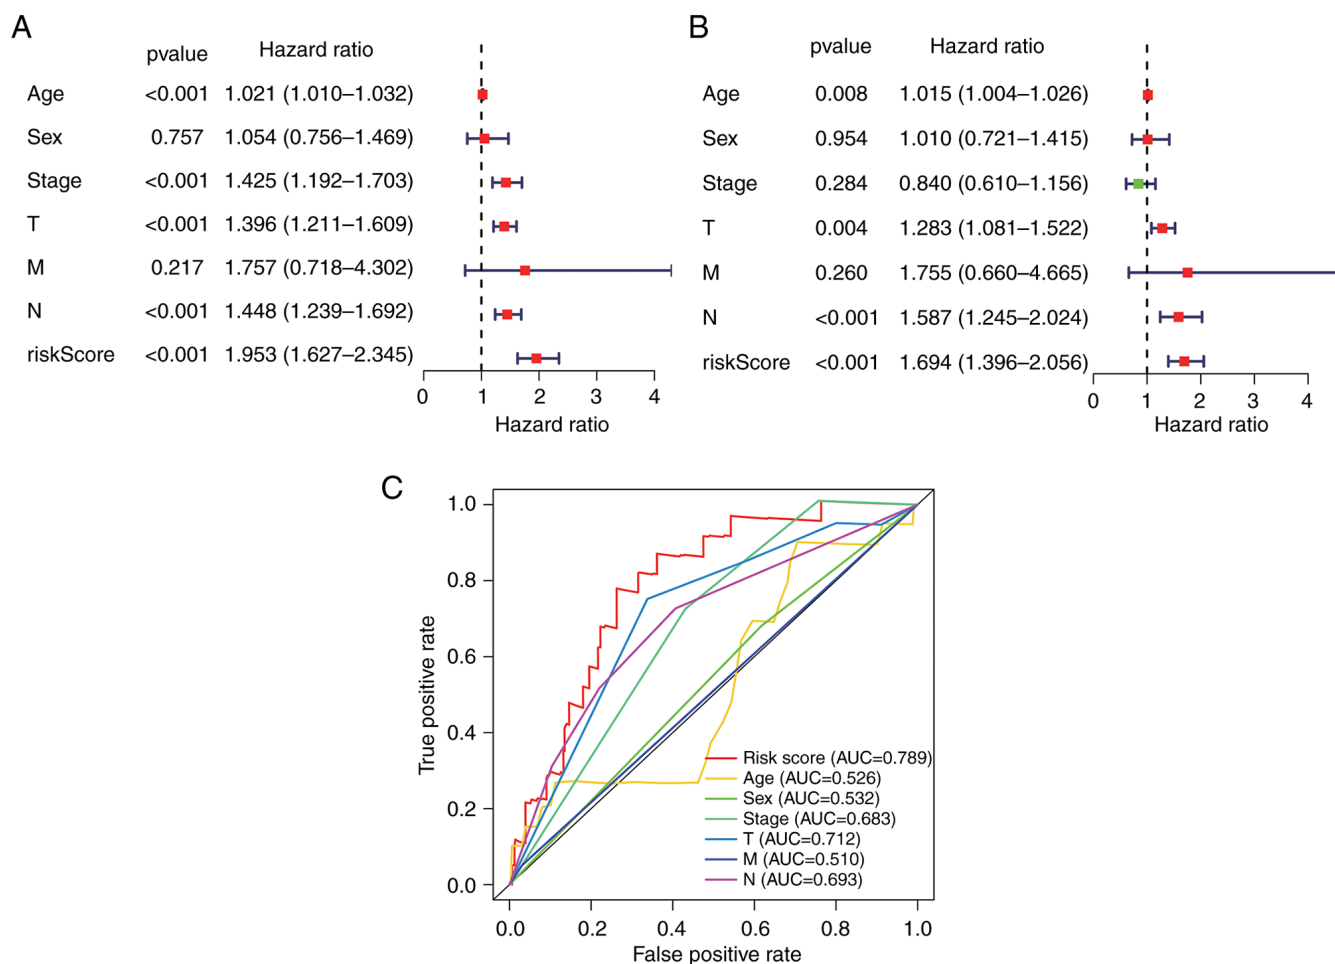 A
pvalue Hazard ratio
Age <0.001 1.021 (1.010–1.032)
Sex 0.757 1.054 (0.756–1.469)
Stage <0.001 1.425 (1.192–1.703)
T <0.001 1.396 (1.211–1.609)
M 0.217 1.757 (0.718–4.302)
N <0.001 1.448 (1.239–1.692)
riskScore <0.001 1.953 (1.627–2.345)
0 1 2 3 4
Hazard ratio
B
pvalue Hazard ratio
Age 0.008 1.015 (1.004–1.026)
Sex 0.954 1.010 (0.721–1.415)
Stage 0.284 0.840 (0.610–1.156)
T 0.004 1.283 (1.081–1.522)
M 0.260 1.755 (0.660–4.665)
N <0.001 1.587 (1.245–2.024)
riskScore <0.001 1.694 (1.396–2.056)
0 1 2 3 4
Hazard ratio
C
True positive rate
1.0
0.8
0.6
0.4
0.2
0.0
Risk score (AUC=0.789)
Age (AUC=0.526)
Sex (AUC=0.532)
Stage (AUC=0.683)
T (AUC=0.712)
M (AUC=0.510)
N (AUC=0.693)
0.0 0.2 0.4 0.6 0.8 1.0
False positive rate